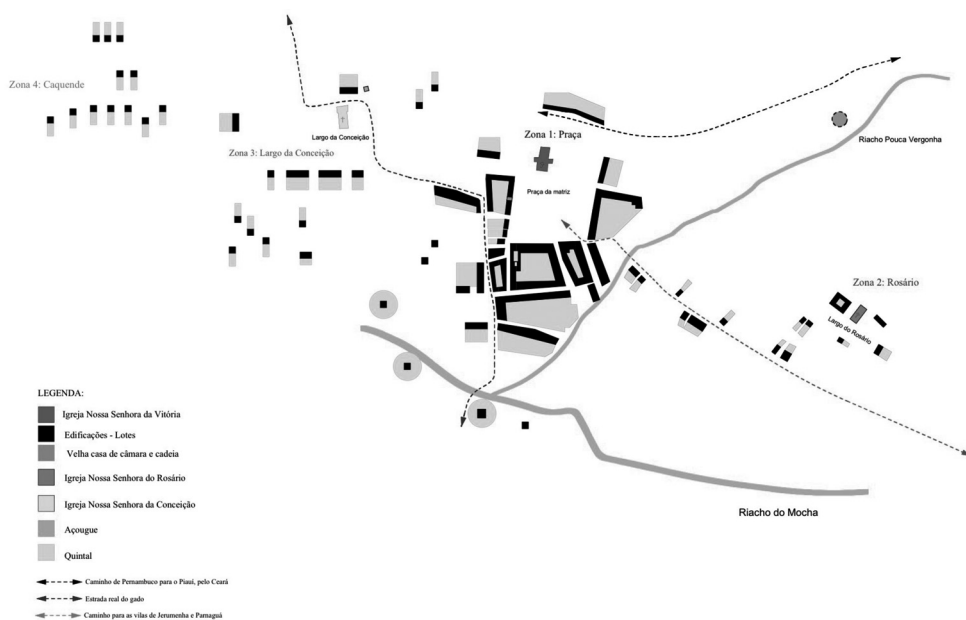 Zona 4: Caquende
Largo da Conceição
Zona 3: Largo da Conceição
Zona 1: Praça
Praça da matriz
Riacho Pouca Vergonha
Zona 2: Rosário
Largo do Rosário
Riacho do Mocha
LEGENDA:
Igreja Nossa Senhora da Vitória
Edificações - Lotes
Velha casa de câmara e cadeia
Igreja Nossa Senhora do Rosário
Igreja Nossa Senhora da Conceição
Açougue
Quintal
Caminho de Pernambuco para o Piauí, pelo Ceará
Estrada real do gado
Caminho para as vilas de Jerumenha e Parnaguá